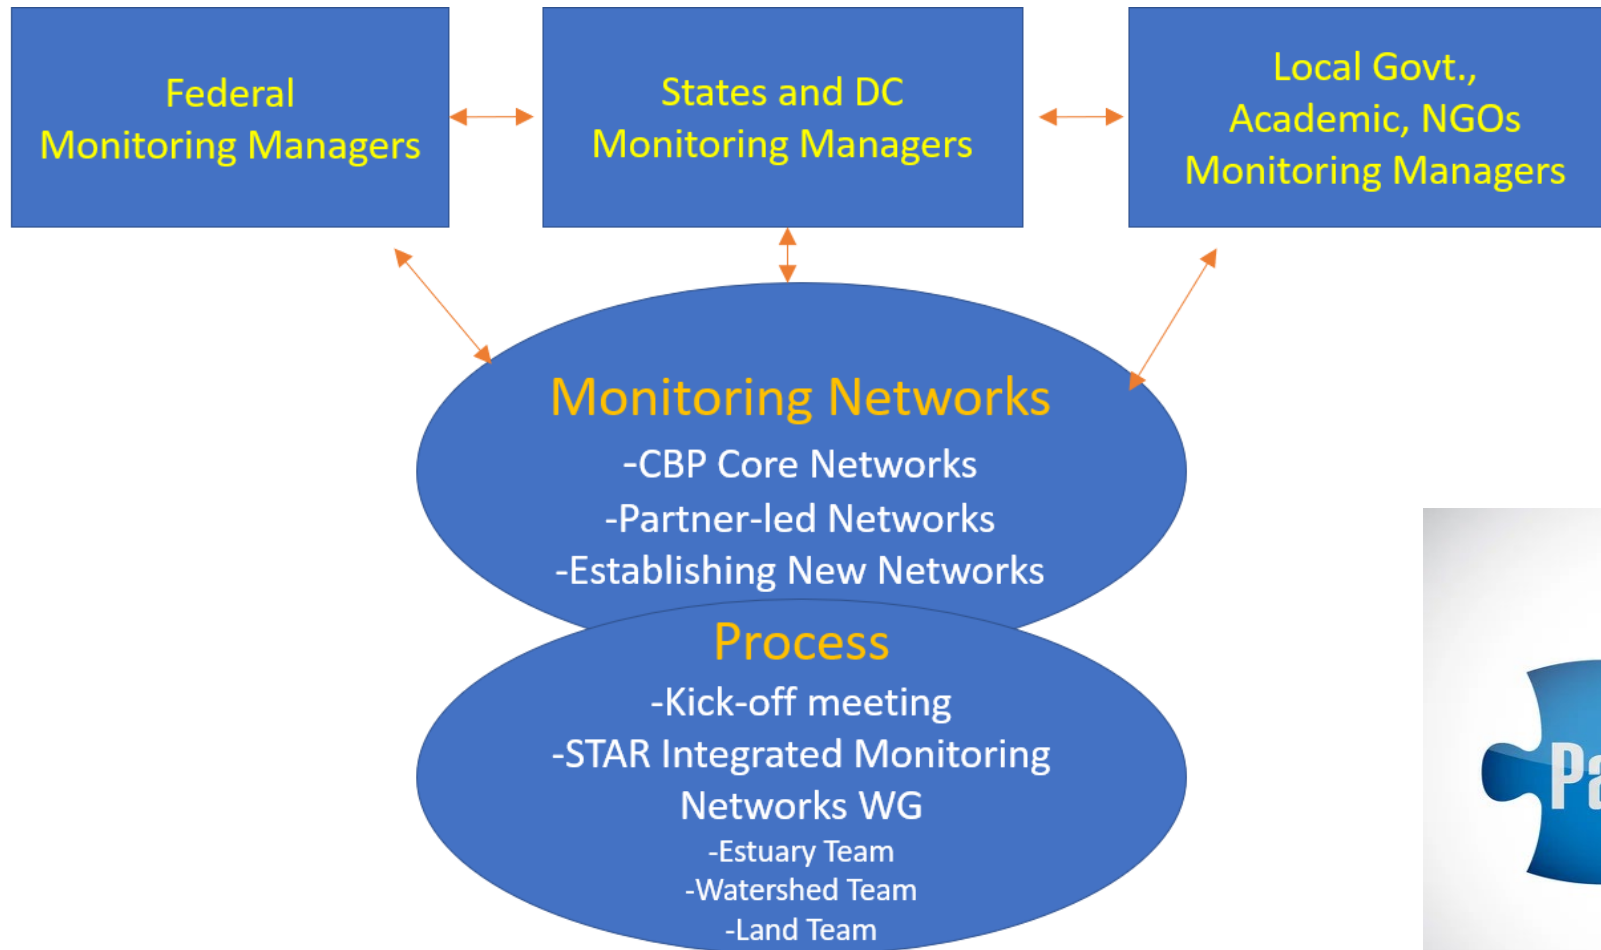 Federal
Monitoring Managers
States and DC
Monitoring Managers
Local Govt.,
Academic, NGOs
Monitoring Managers
Monitoring Networks
-CBP Core Networks
-Partner-led Networks
-Establishing New Networks
Process
-Kick-off meeting
-STAR Integrated Monitoring
Networks WG
-Estuary Team
-Watershed Team
-Land Team